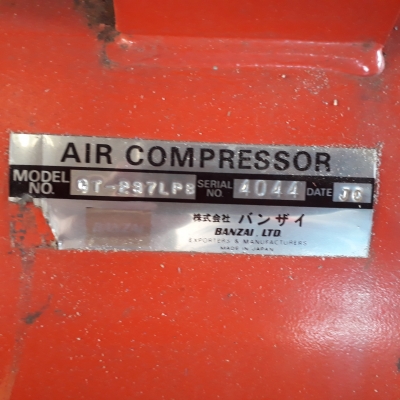 AIR COMPRESSOR
MODEL NO. SERIAL NO. 4044 DATE
株式会社 バンザイ
BANZAI, LTD
EXPORTERS & MANUFACTURERS
MADE IN JAPAN